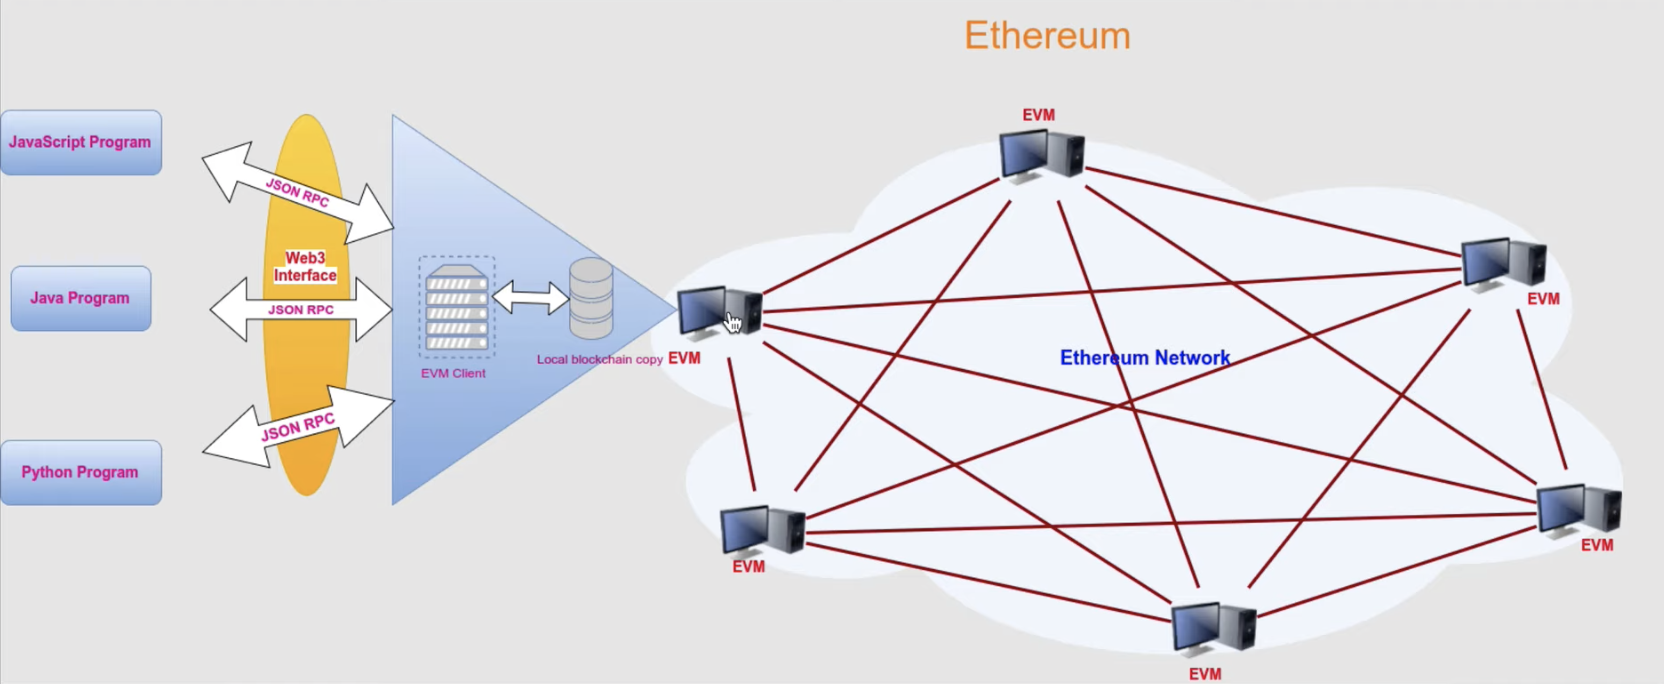 Ethereum
JavaScript Program
Java Program
Python Program
JSON RPC
Web3
Interface
JSON RPC
JSON RPC
EVM Client
Local blockchain copy
EVM
EVM
EVM
Ethereum Network
EVM
EVM
EVM